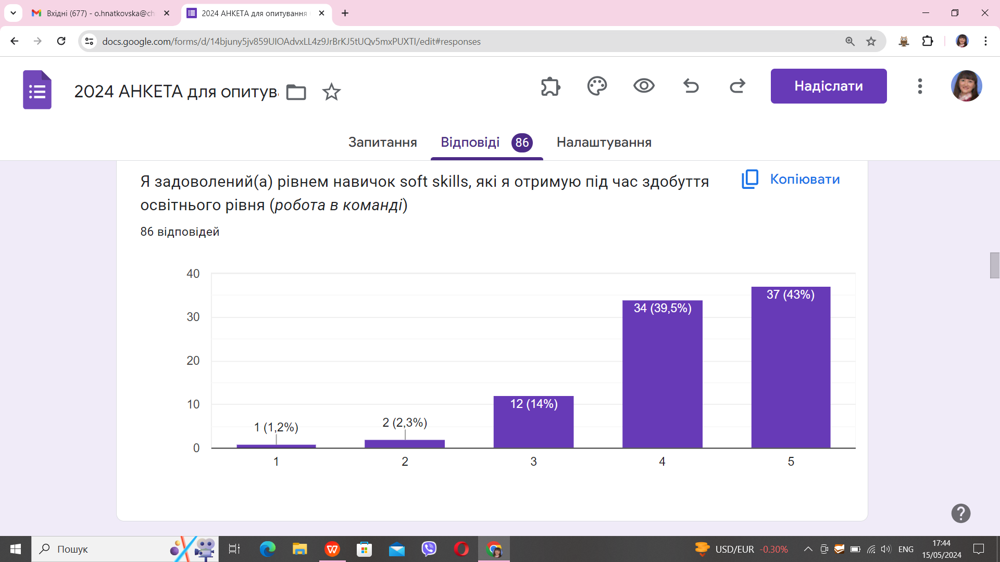 Вхідні (677) - o.hnatkovska@ch
2024 АНКЕТА для опитування
docs.google.com/forms/d/14bjuny5jv859UIOAdvxLL4z9JrBrKJ5tUQv5mxPUXTI/edit#responses
2024 АНКЕТА для опитува
Надіслати
Запитання
Відповіді 86
Налаштування
Я задоволений(а) рівнем навичок soft skills, які я отримую під час здобуття
освітнього рівня (робота в команді)
Копіювати
86 відповідей
40
30
20
10
0
1 (1,2%)
2 (2,3%)
12 (14%)
34 (39,5%)
37 (43%)
1
2
3
4
5
Пошук
USD/EUR -0.30%
ENG
17:44
15/05/2024